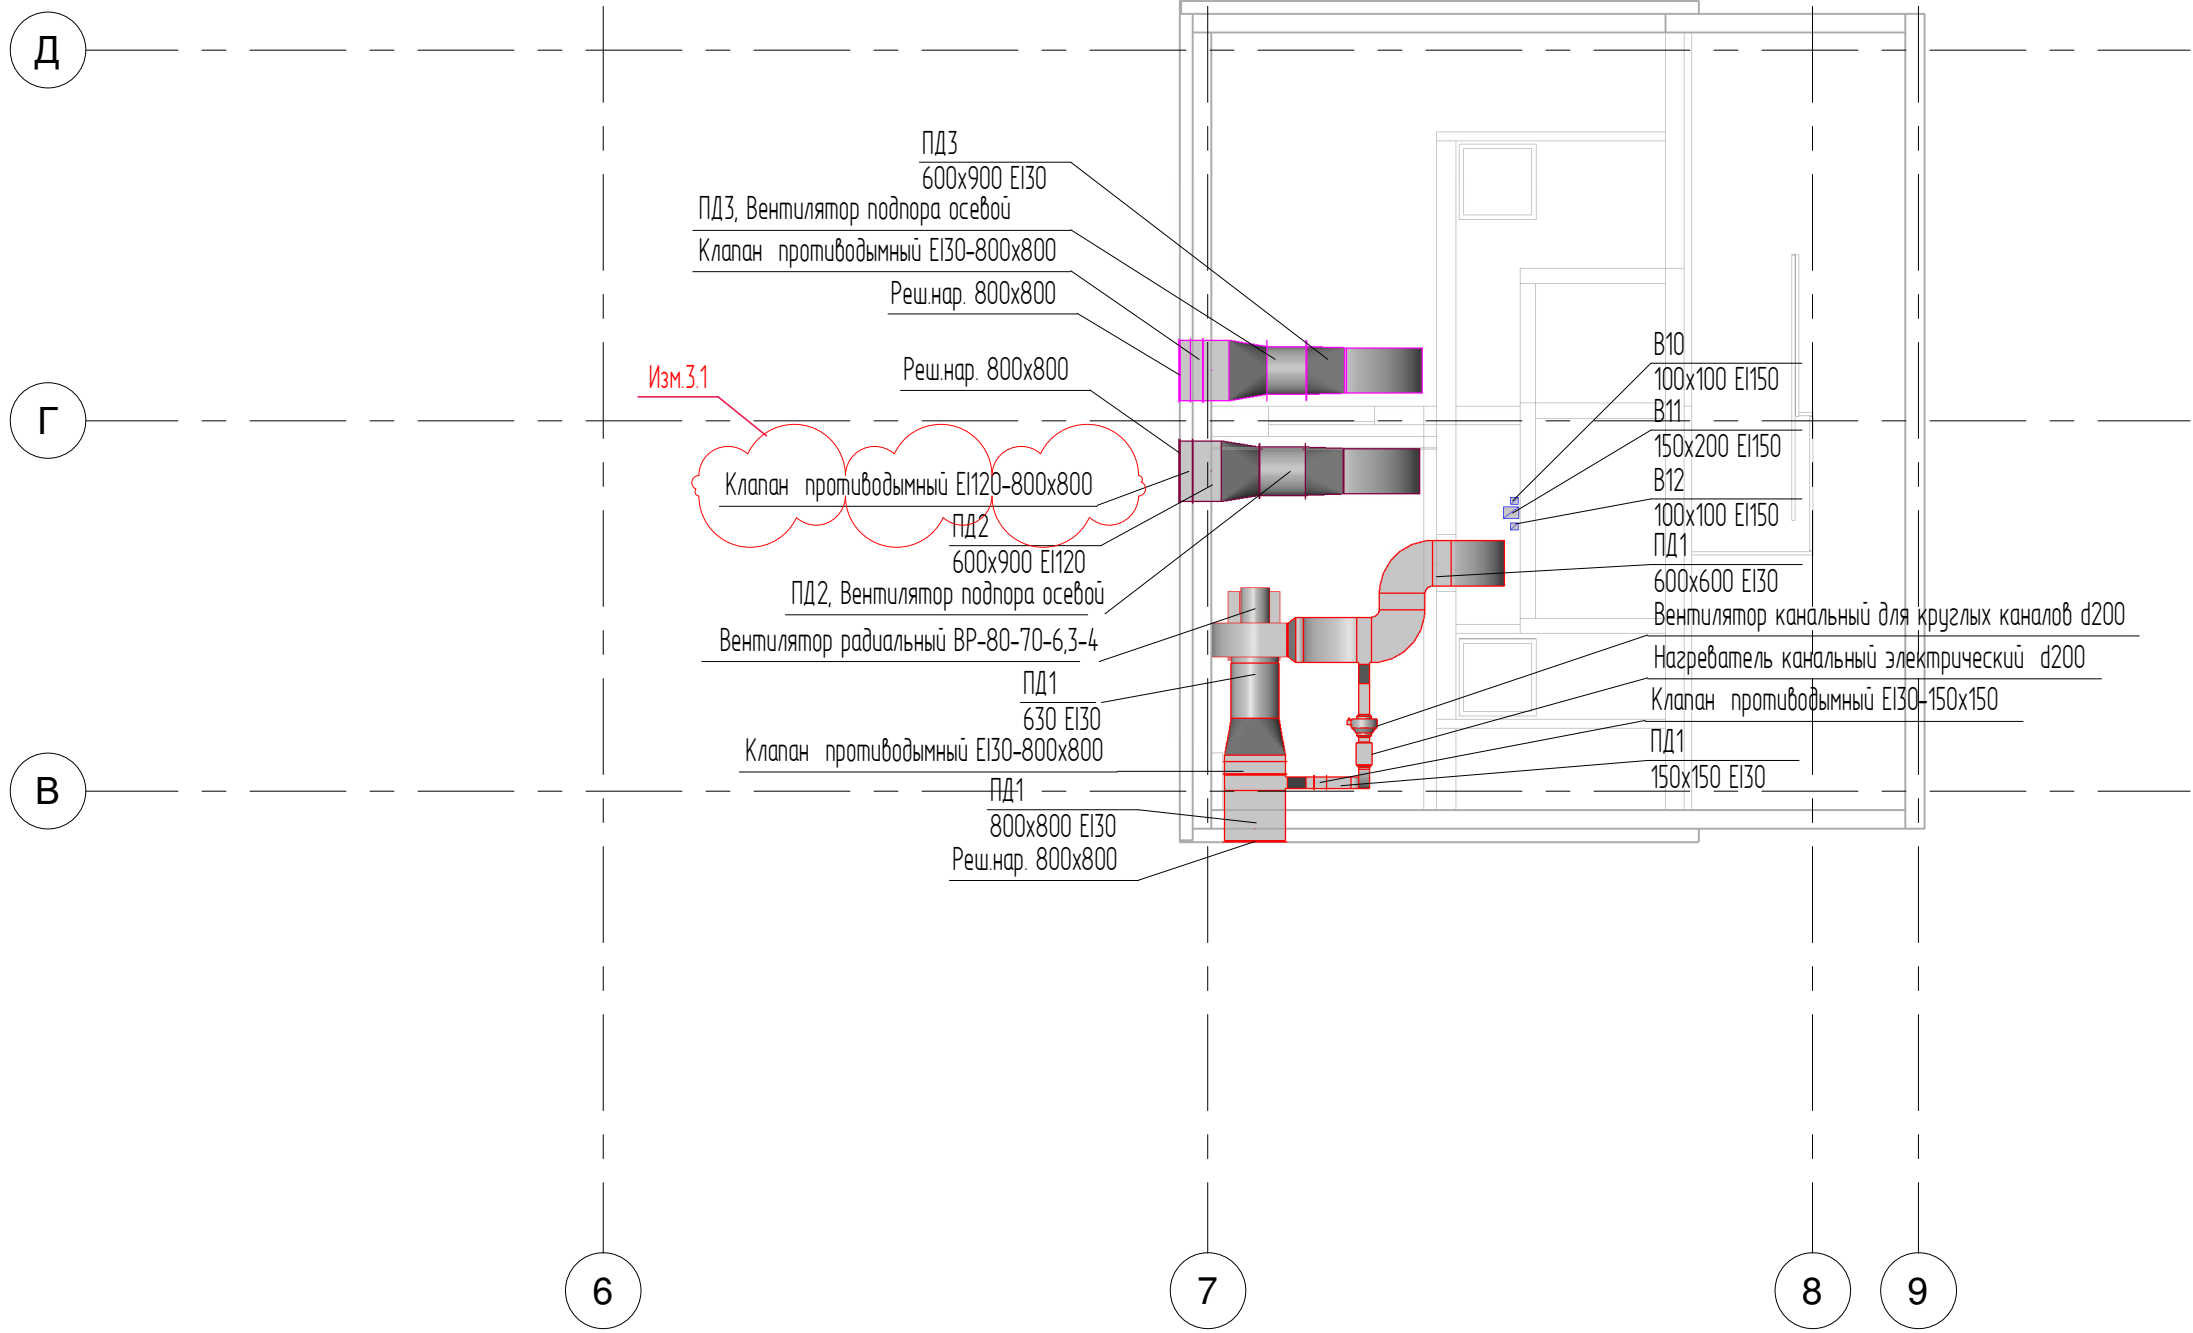 Д
ПД3
600x900 EI30
ПД3, Вентилятор подпора осевой
Клапан противодымный EI30-800x800
Реш.нар. 800x800
Реш.нар. 800x800
Изм.3.1
Г
Клапан противодымный EI120-800x800
ПД2
600x900 EI120
ПД2, Вентилятор подпора осевой
Вентилятор радиальный ВР-80-70-6,3-4
ПД1
630 EI30
Клапан противодымный EI30-800x800
В
ПД1
800x800 EI30
Реш.нар. 800x800
В10
100x100 EI150
В11
150x200 EI150
В12
100x100 EI150
ПД1
600x600 EI30
Вентилятор канальный для круглых каналов d200
Нагреватель канальный электрический d200
Клапан противодымный EI30-150x150
ПД1
150x150 EI30
6
7
8
9